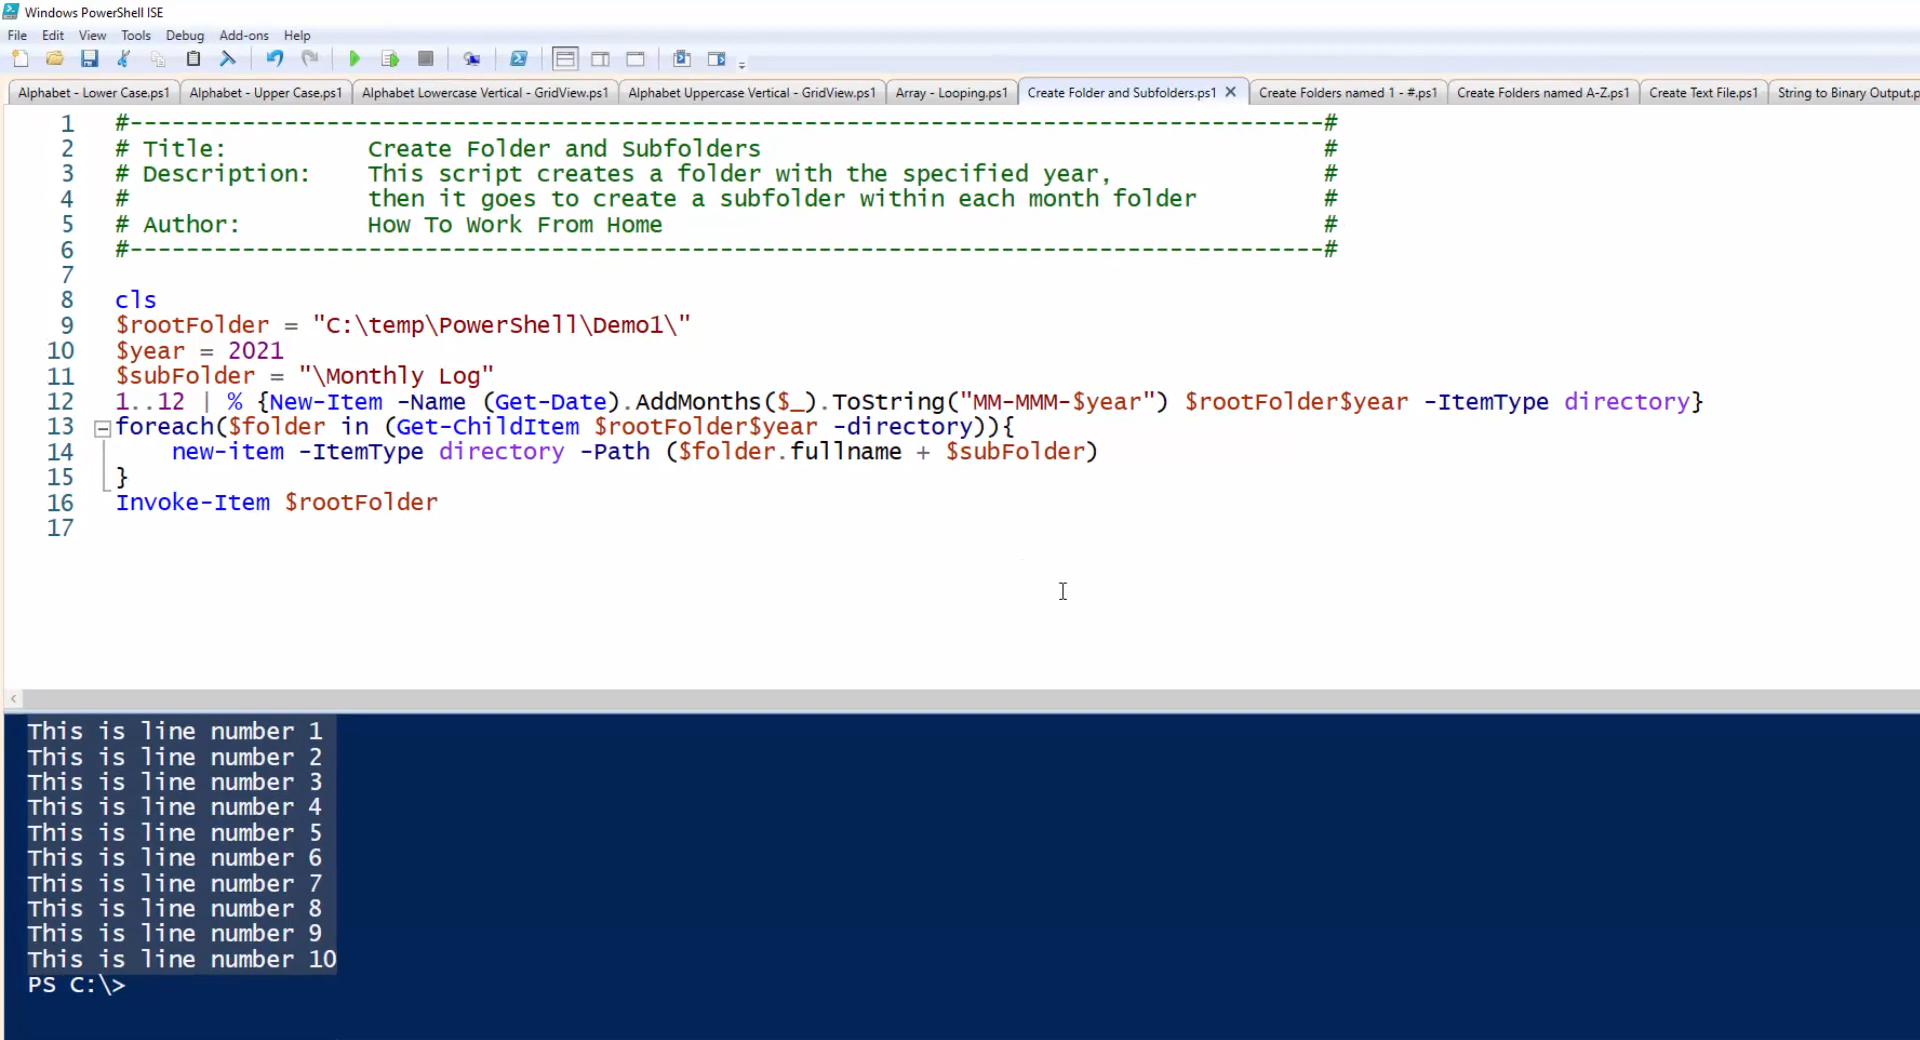 Windows PowerShell ISE
File Edit View Tools Debug Add-ons Help
Alphabet - Lower Case.ps1 Alphabet - Upper Case.ps1 Alphabet Lowercase Vertical - GridView.ps1 Alphabet Uppercase Vertical - GridView.ps1 Array - Looping.ps1 Create Folder and Subfolders.ps1 Create Folders named 1 - #.ps1 Create Folders named A-Z.ps1 Create Text File.ps1 String to Binary Output.p
1 #-------------------------------------------------------------------------------------#
2 # Title: Create Folder and Subfolders #
3 # Description: This script creates a folder with the specified year, #
4 # then it goes to create a subfolder within each month folder #
5 # Author: How To Work From Home #
6 #-------------------------------------------------------------------------------------#
7
8 cls
9 $rootFolder = "C:\temp\PowerShell\Demo1\"
10 $year = 2021
11 $subFolder = "\Monthly Log"
12 1..12 | % {New-Item -Name (Get-Date).AddMonths($_).ToString("MM-MMM-$year") $rootFolder$year -ItemType directory}
13 foreach($folder in (Get-ChildItem $rootFolder$year -directory)){
14 new-item -ItemType directory -Path ($folder.fullname + $subFolder)
15 }
16 Invoke-Item $rootFolder
17
This is line number 1
This is line number 2
This is line number 3
This is line number 4
This is line number 5
This is line number 6
This is line number 7
This is line number 8
This is line number 9
This is line number 10
PS C:\>